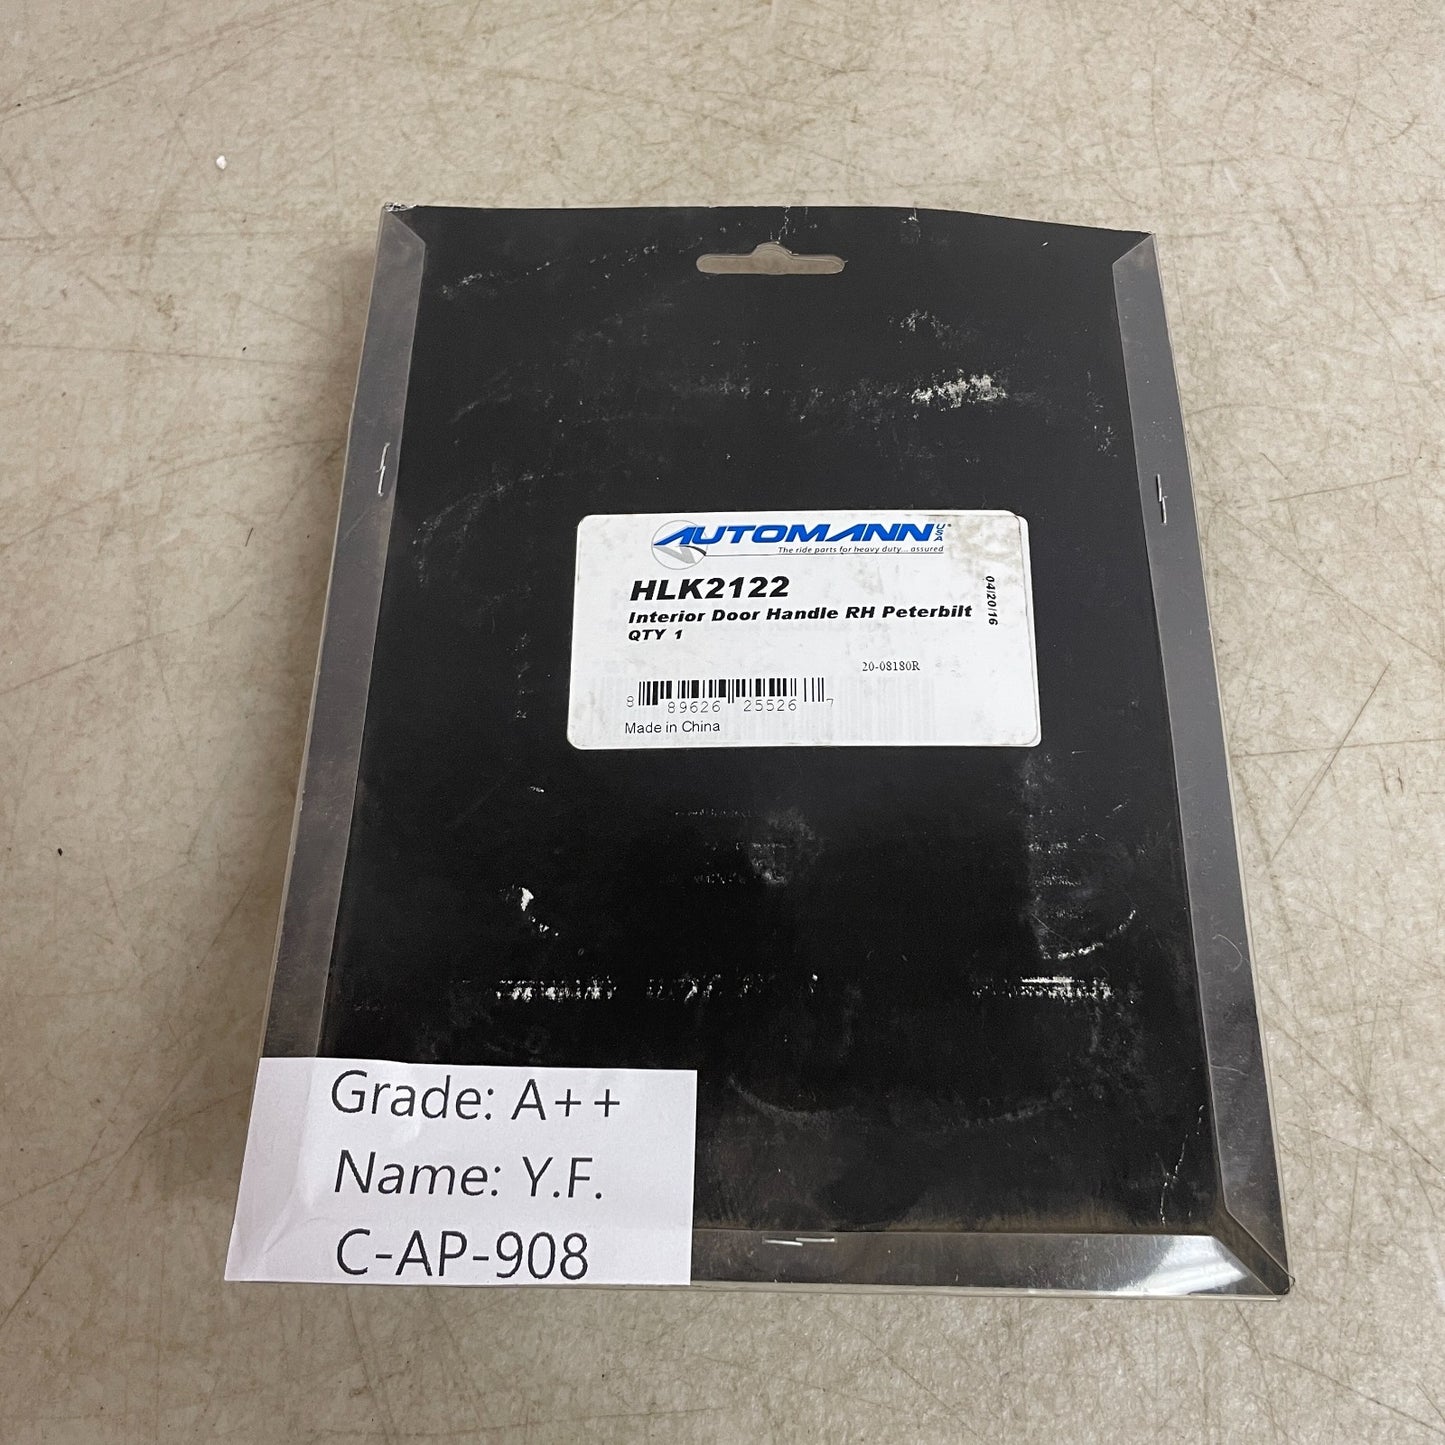 AUTOMANN USA®
The ride parts for heavy duty... assured
HLK2122
Interior Door Handle RH Peterbilt
QTY 1
04/20/16
20-08180R
8 89626 25526 7
Made in China
Grade: A++
Name: Y.F.
C-AP-908